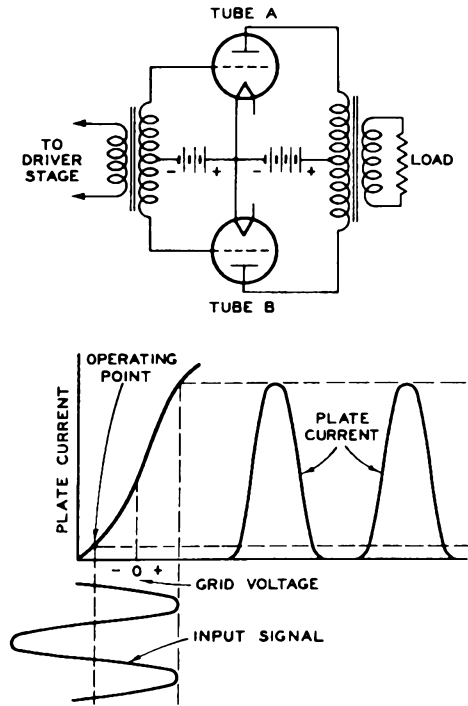 TUBE A
TO
DRIVER
STAGE
- +
- +
LOAD
TUBE B
OPERATING
POINT
PLATE CURRENT
PLATE
CURRENT
- 0 +
GRID VOLTAGE
INPUT SIGNAL